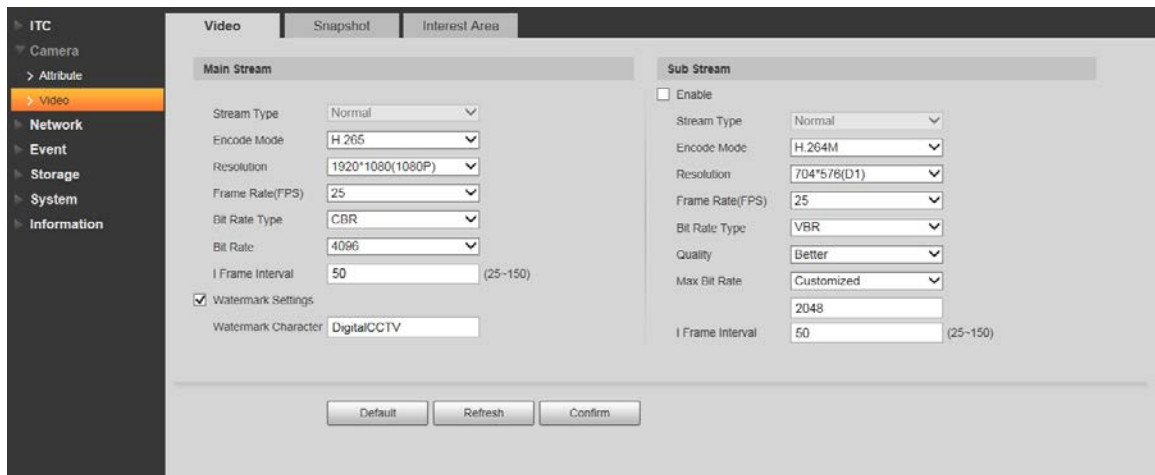 ITC
Camera
> Attribute
> Video
Network
Event
Storage
System
Information
Video Snapshot Interest Area
Main Stream
Stream Type Normal
Encode Mode H.265
Resolution 1920*1080(1080P)
Frame Rate(FPS) 25
Bit Rate Type CBR
Bit Rate 4096
I Frame Interval 50 (25~150)
Watermark Settings
Watermark Character DigitalCCTV
Sub Stream
Enable
Stream Type Normal
Encode Mode H.264M
Resolution 704*576(D1)
Frame Rate(FPS) 25
Bit Rate Type VBR
Quality Better
Max Bit Rate Customized
2048
I Frame Interval 50 (25~150)
Default Refresh Confirm